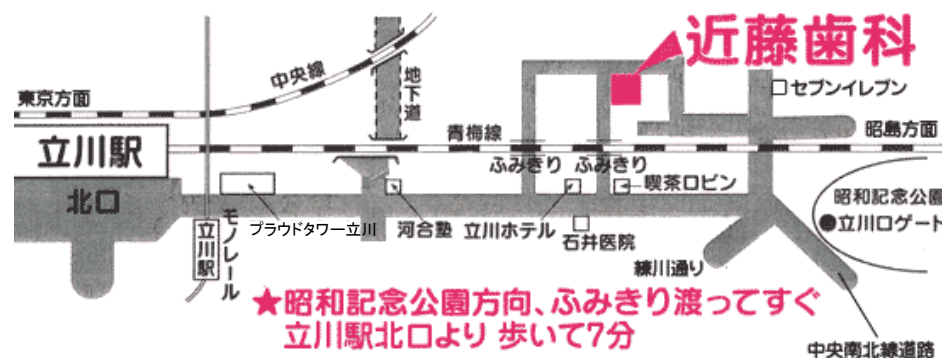 近藤歯科
中央線
東京方面
地下道
セブンイレブン
青梅線
昭島方面
立川駅
ふみきり
ふみきり
北口
喫茶ロビン
昭和記念公園
立川口ゲート
モノレール
立川駅
プラウドタワー立川
河合塾
立川ホテル
石井医院
緑川通り
★昭和記念公園方向、ふみきり渡ってすぐ
立川駅北口より 歩いて7分
中央南北線道路